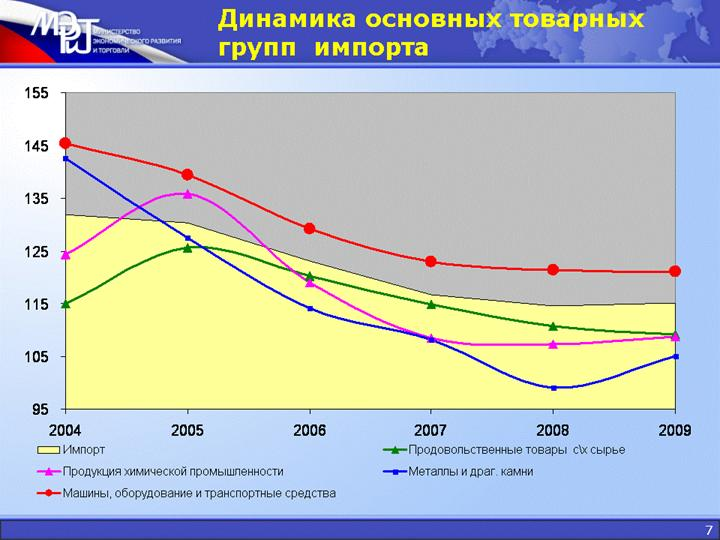 Динамика основных товарных
групп импорта
МЭРТ
МИНИСТЕРСТВО
ЭКОНОМИЧЕСКОГО РАЗВИТИЯ
И ТОРГОВЛИ
155
145
135
125
115
105
95
2004 2005 2006 2007 2008 2009
Импорт
Продовольственные товары с\х сырье
Продукция химической промышленности
Металлы и драг. камни
Машины, оборудование и транспортные средства
7